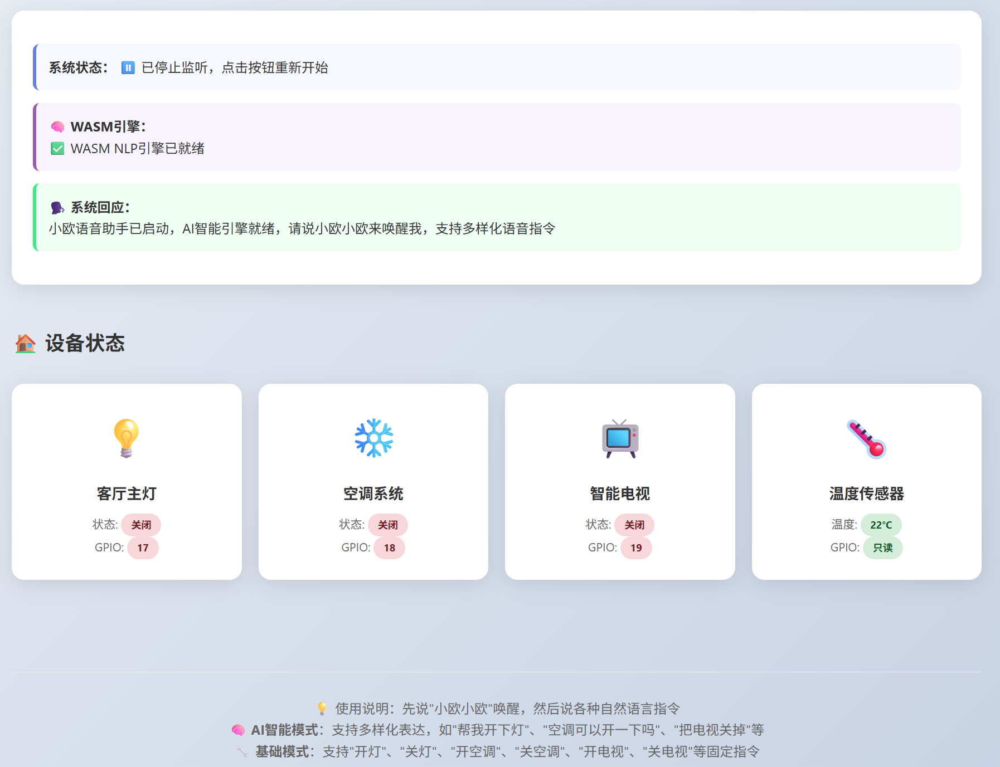 系统状态： 已停止监听，点击按钮重新开始
WASM引擎：
WASM NLP引擎已就绪
系统回应：
小欧语音助手已启动，AI智能引擎就绪，请说小欧小欧来唤醒我，支持多样化语音指令
设备状态
客厅主灯
状态: 关闭
GPIO: 17
空调系统
状态: 关闭
GPIO: 18
智能电视
状态: 关闭
GPIO: 19
温度传感器
温度: 22°C
GPIO: 只读
使用说明：先说"小欧小欧"唤醒，然后说各种自然语言指令
AI智能模式：支持多样化表达，如"帮我开下灯"、"空调可以开一下吗"、"把电视关掉"等
基础模式：支持"开灯"、"关灯"、"开空调"、"关空调"、"开电视"、"关电视"等固定指令